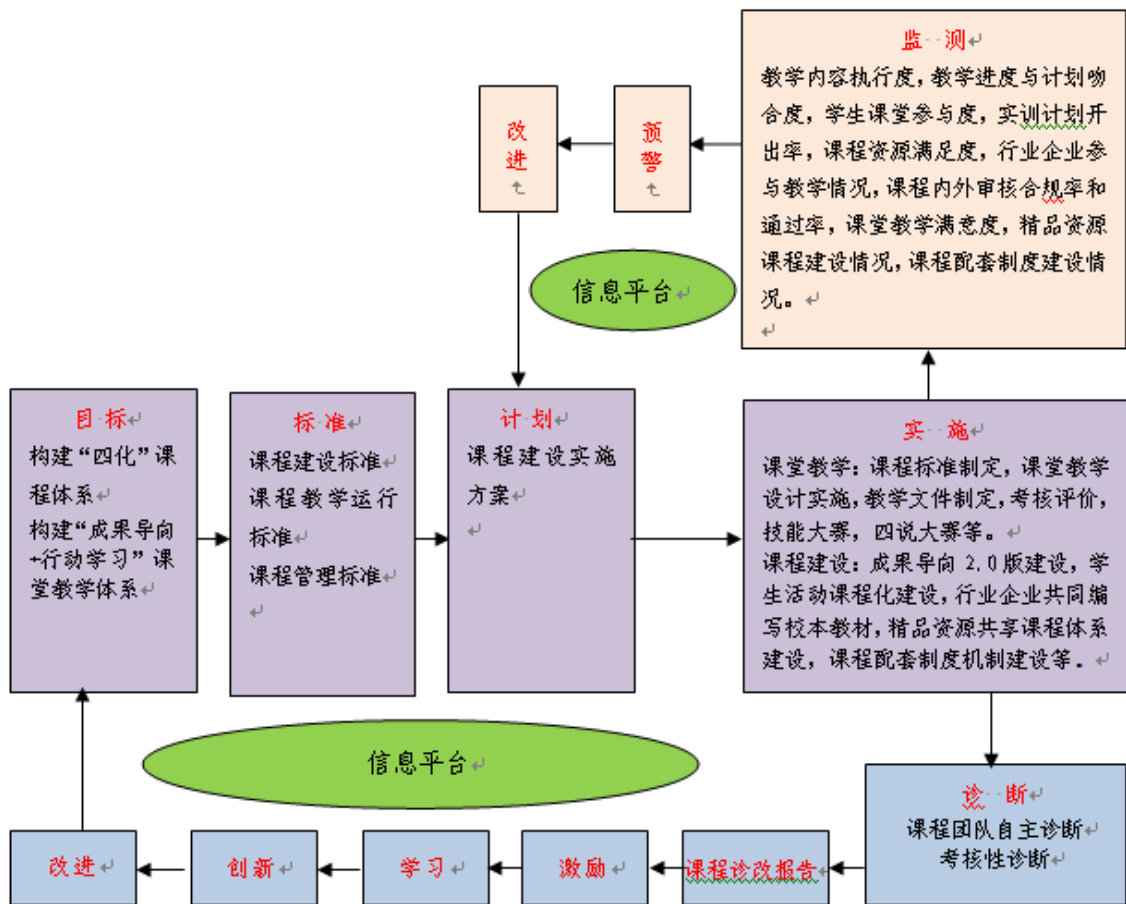 监测
教学内容执行度，教学进度与计划吻
合度，学生课堂参与度，实训计划开
出率，课程资源满足度，行业企业参
与教学情况，课程内外审核合规率和
通过率，课堂教学满意度，精品资源
课程建设情况，课程配套制度建设情
况。
预
警
改
进
信息平台
目标
构建“四化”课
程体系
构建“成果导向
+行动学习”课
堂教学体系
标准
课程建设标准
课程教学运行
标准
课程管理标准
计划
课程建设实施
方案
实施
课堂教学：课程标准制定，课堂教学
设计实施，教学文件制定，考核评价，
技能大赛，四说大赛等。
课程建设：成果导向 2.0 版建设，学
生活动课程化建设，行业企业共同编
写校本教材，精品资源共享课程体系
建设，课程配套制度机制建设等．
信息平台
诊断
课程团队自主诊断
考核性诊断
课程诊改报告
激励
学习
创新
改进